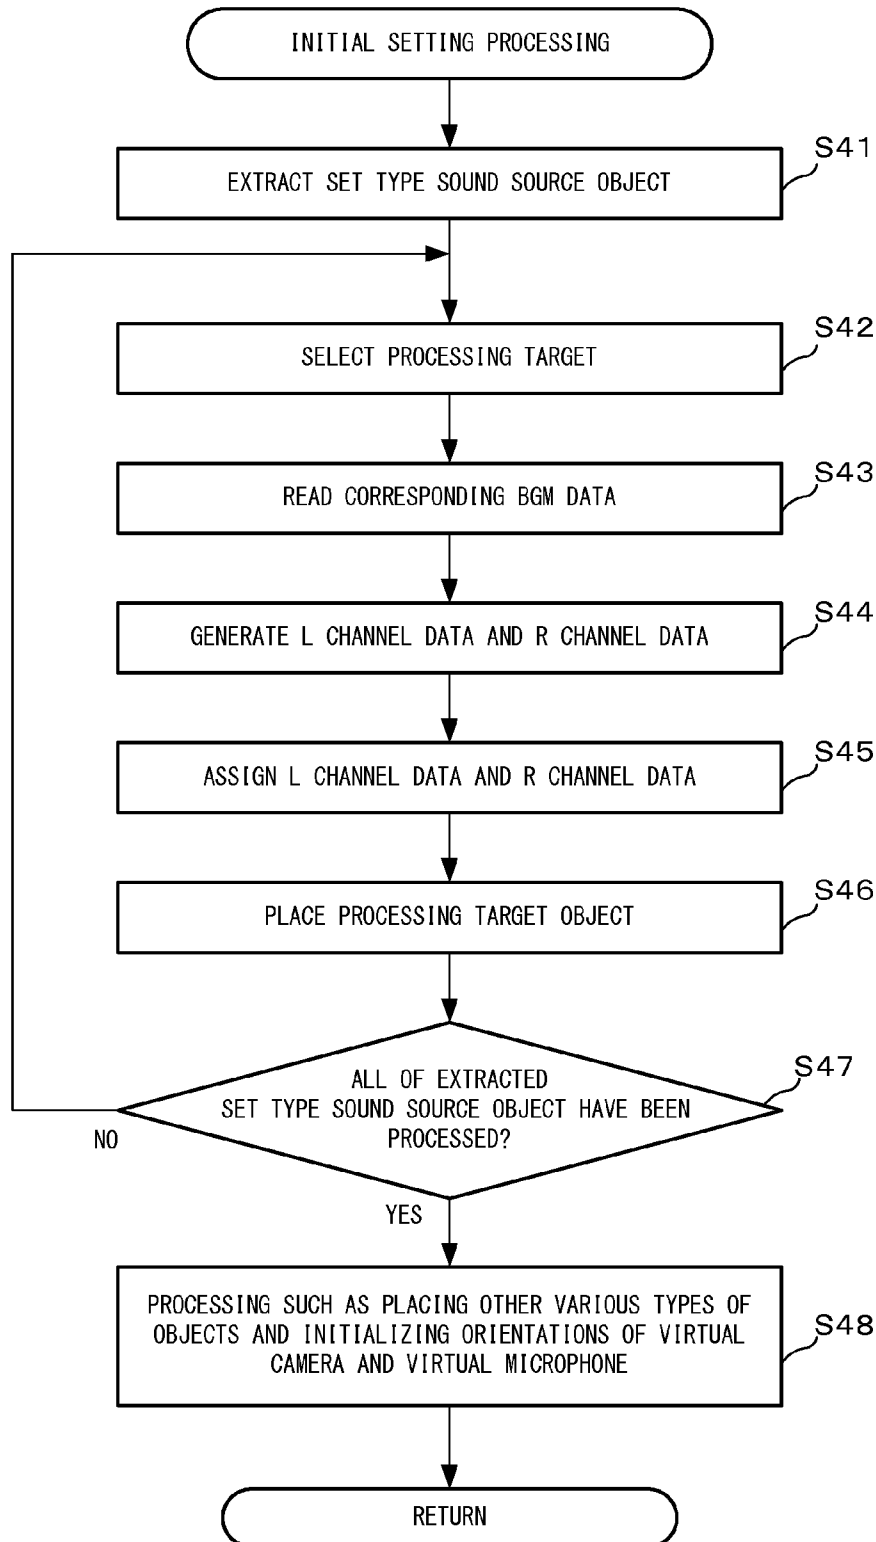 INITIAL SETTING PROCESSING
S41
EXTRACT SET TYPE SOUND SOURCE OBJECT
S42
SELECT PROCESSING TARGET
S43
READ CORRESPONDING BGM DATA
S44
GENERATE L CHANNEL DATA AND R CHANNEL DATA
S45
ASSIGN L CHANNEL DATA AND R CHANNEL DATA
S46
PLACE PROCESSING TARGET OBJECT
S47
ALL OF EXTRACTED
SET TYPE SOUND SOURCE OBJECT HAVE BEEN
PROCESSED?
NO
YES
S48
PROCESSING SUCH AS PLACING OTHER VARIOUS TYPES OF
OBJECTS AND INITIALIZING ORIENTATIONS OF VIRTUAL
CAMERA AND VIRTUAL MICROPHONE
RETURN